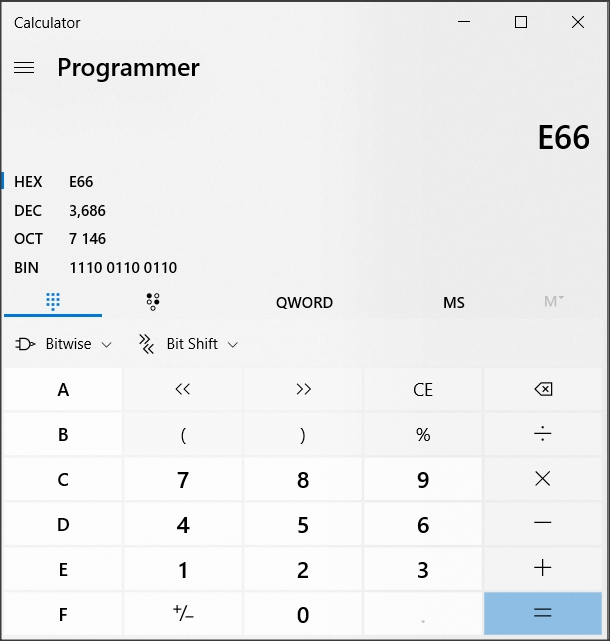 Calculator
Programmer
E66
HEX E66
DEC 3,686
OCT 7 146
BIN 1110 0110 0110
QWORD MS M˅
Bitwise Bit Shift
A << >> CE
B ( ) % ÷
C 7 8 9 ×
D 4 5 6 −
E 1 2 3 +
F +/− 0 . =